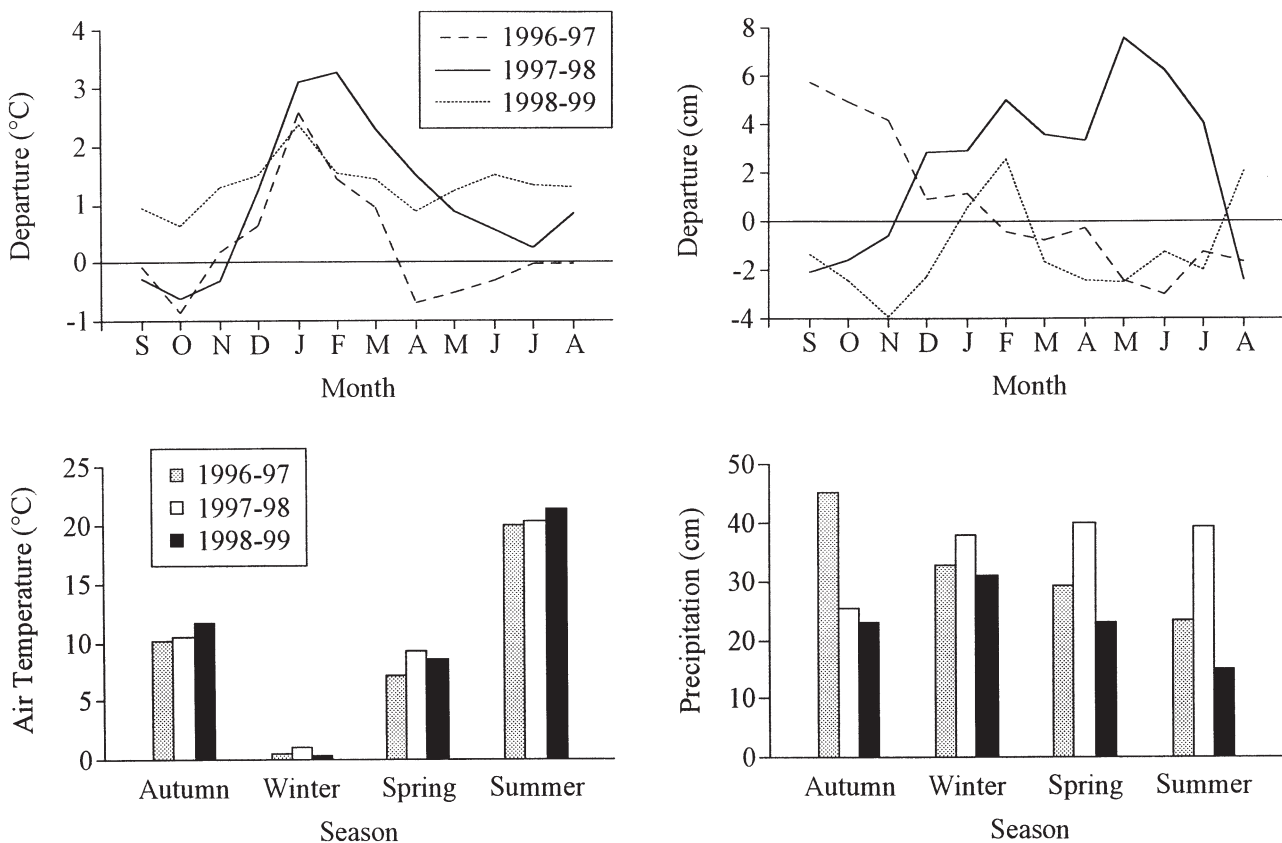 Departure (°C)
4
3
2
1
0
-1
1996-97
1997-98
1998-99
S O N D J F M A M J J A
Month
Departure (cm)
8
6
4
2
0
-2
-4
S O N D J F M A M J J A
Month
Air Temperature (°C)
25
20
15
10
5
0
1996-97
1997-98
1998-99
Autumn Winter Spring Summer
Season
Precipitation (cm)
50
40
30
20
10
0
Autumn Winter Spring Summer
Season